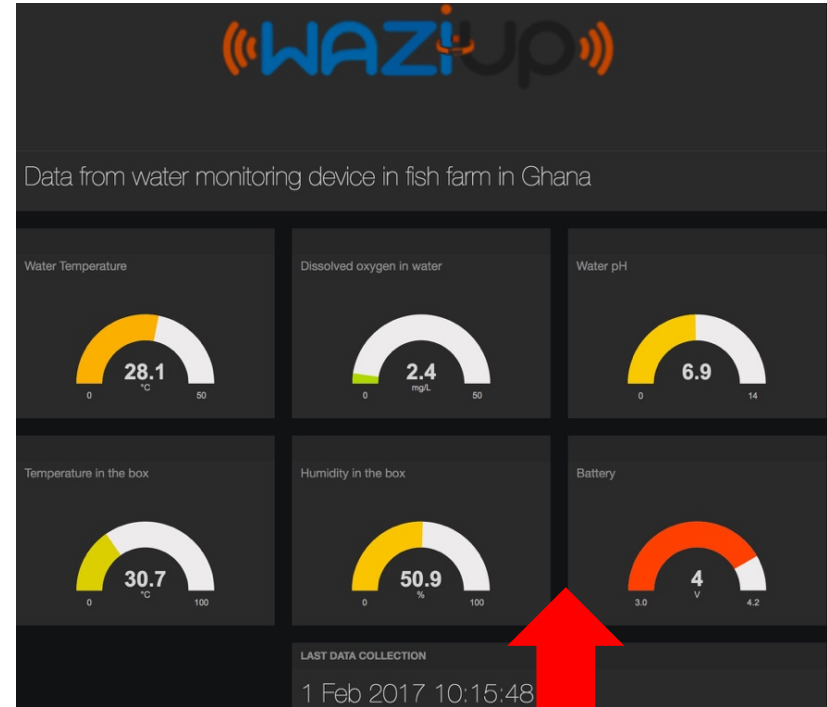 waziup
Data from water monitoring device in fish farm in Ghana
Water Temperature
28.1
°C
0 50
Dissolved oxygen in water
2.4
mg/L
0 50
Water pH
6.9
0 14
Temperature in the box
30.7
°C
0 100
Humidity in the box
50.9
%
0 100
Battery
4
V
3.0 4.2
LAST DATA COLLECTION
1 Feb 2017 10:15:48